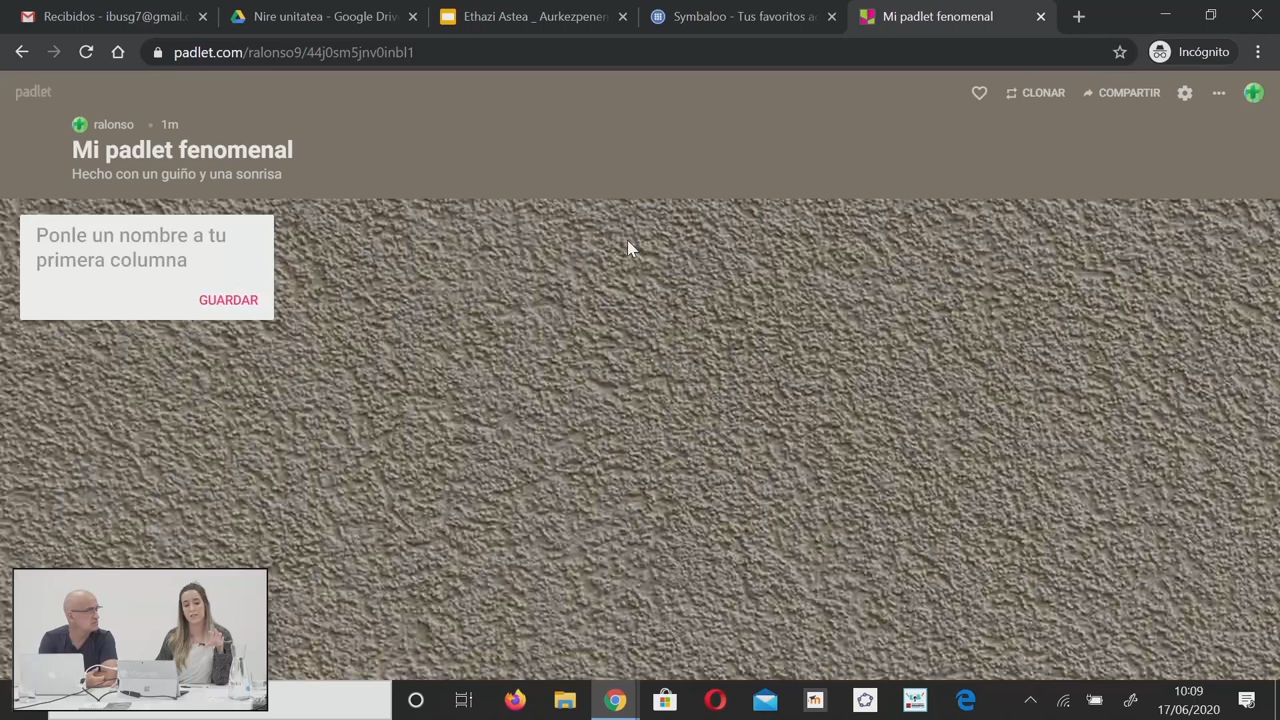 Recibidos - ibusg7@gmail.c
Nire unitatea - Google Driv
Ethazi Astea _ Aurkezpenen
Symbaloo - Tus favoritos ac
Mi padlet fenomenal
padlet.com/ralonso9/44j0sm5jnv0inbl1
Incógnito
padlet
CLONAR
COMPARTIR
ralonso • 1m
Mi padlet fenomenal
Hecho con un guiño y una sonrisa
Ponle un nombre a tu
primera columna
GUARDAR
10:09
17/06/2020